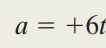 a = +6t